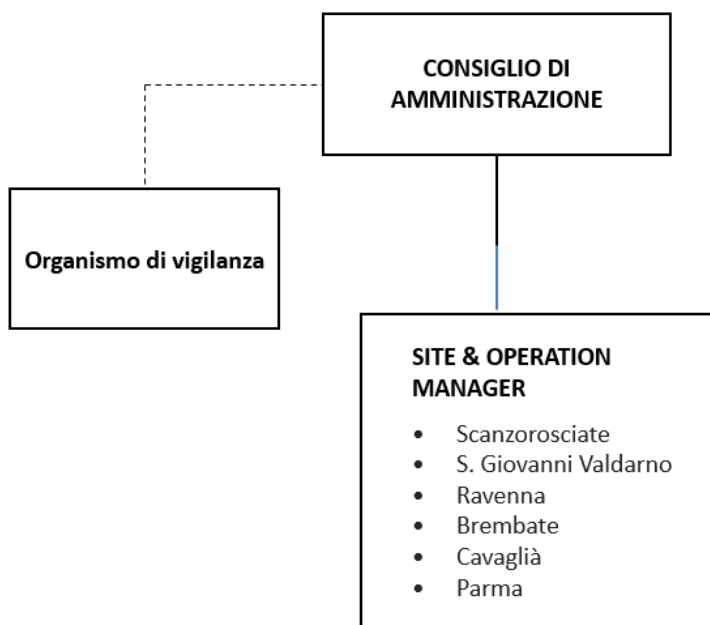 CONSIGLIO DI
AMMINISTRAZIONE
Organismo di vigilanza
SITE & OPERATION
MANAGER
• Scanzorosciate
• S. Giovanni Valdarno
• Ravenna
• Brembate
• Cavaglià
• Parma